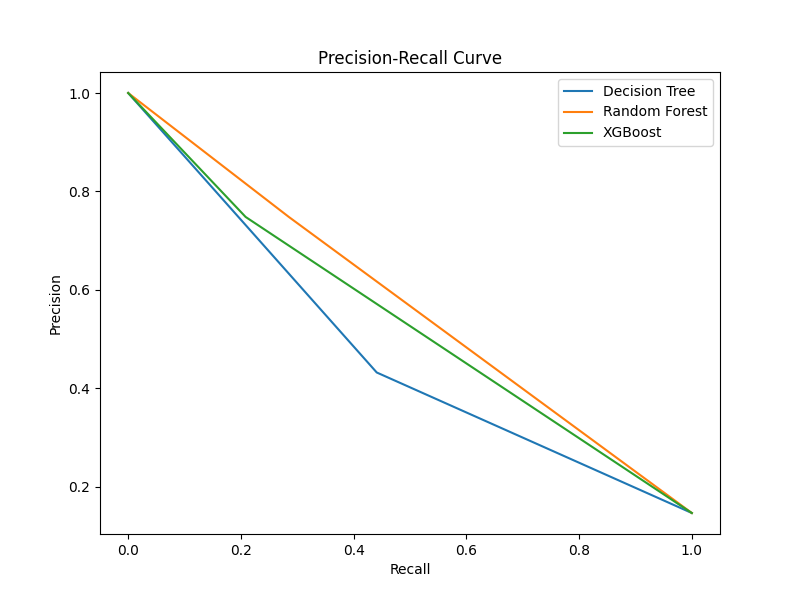 Precision-Recall Curve
Decision Tree
Random Forest
XGBoost
Precision
1.0
0.8
0.6
0.4
0.2
0.0 0.2 0.4 0.6 0.8 1.0
Recall